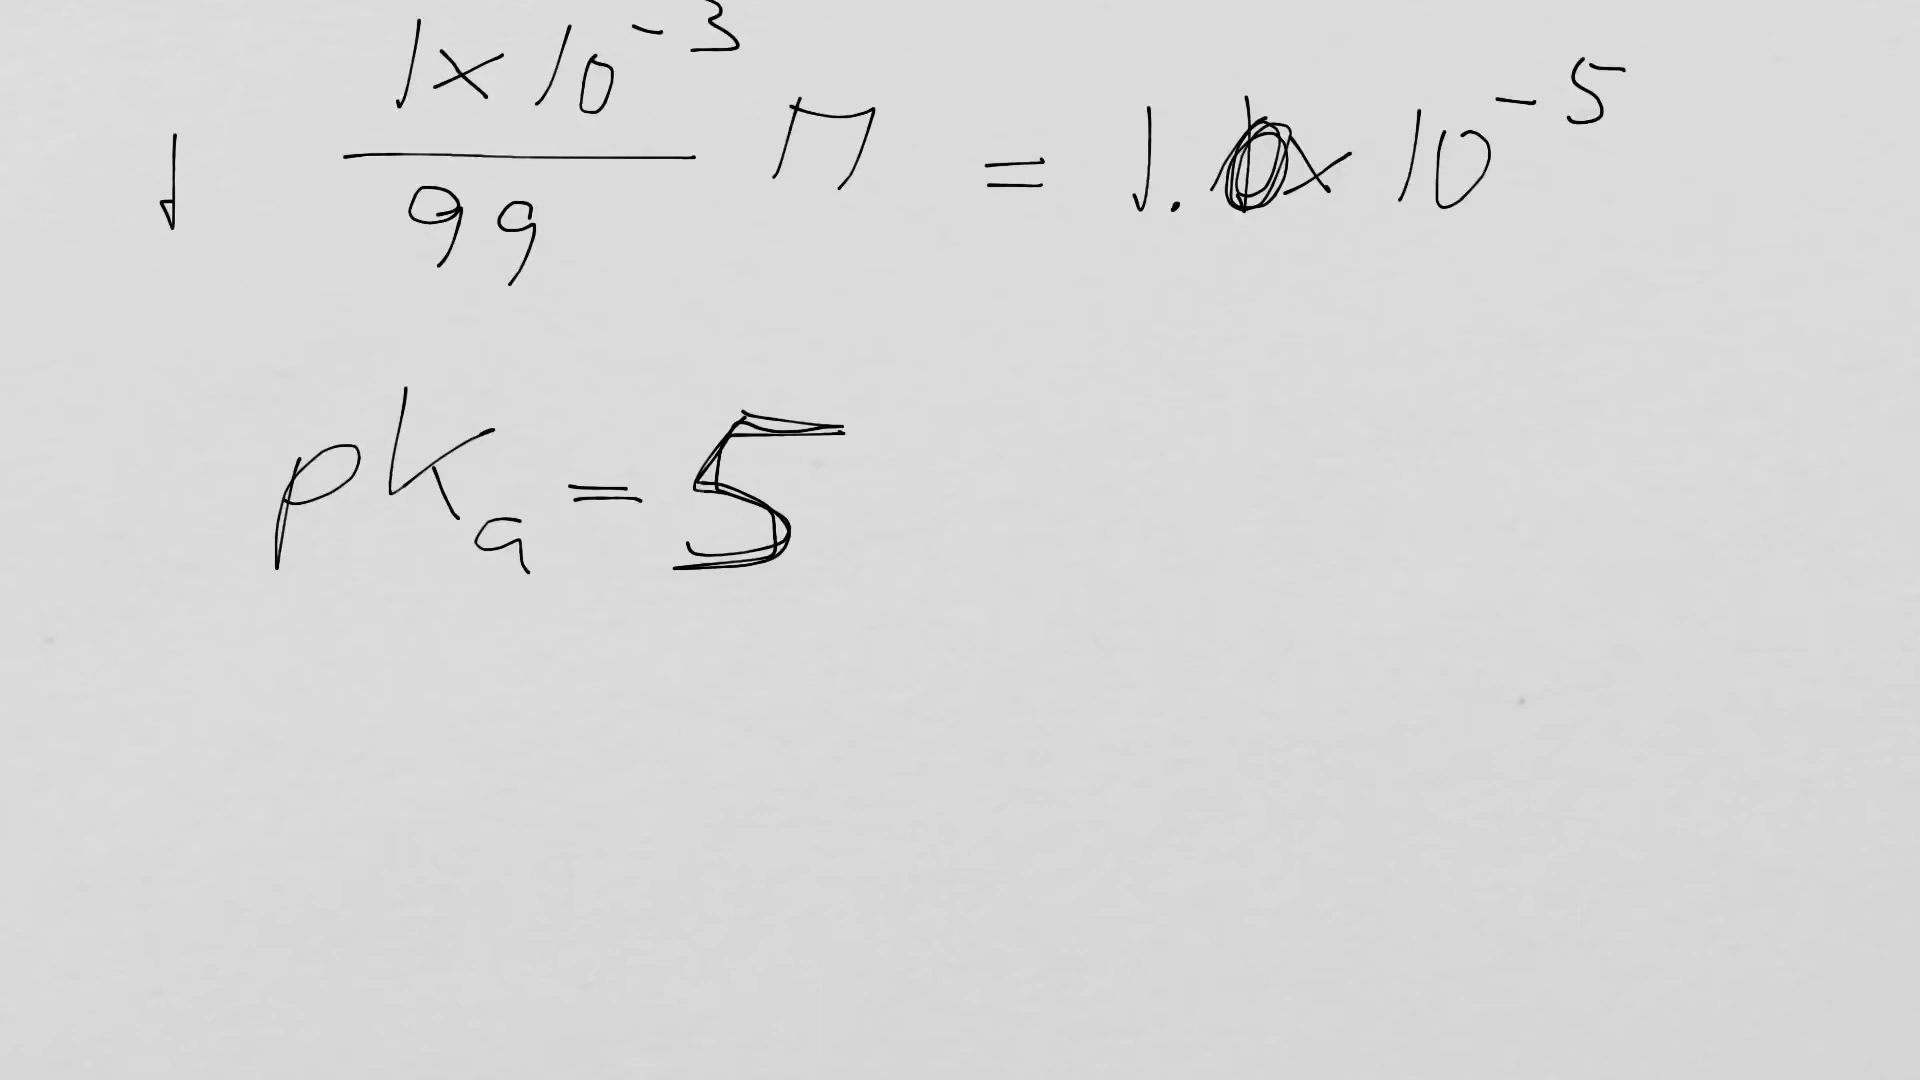 1 × 10⁻³
——— M = 1.0 × 10⁻⁵
99
pKₐ = 5